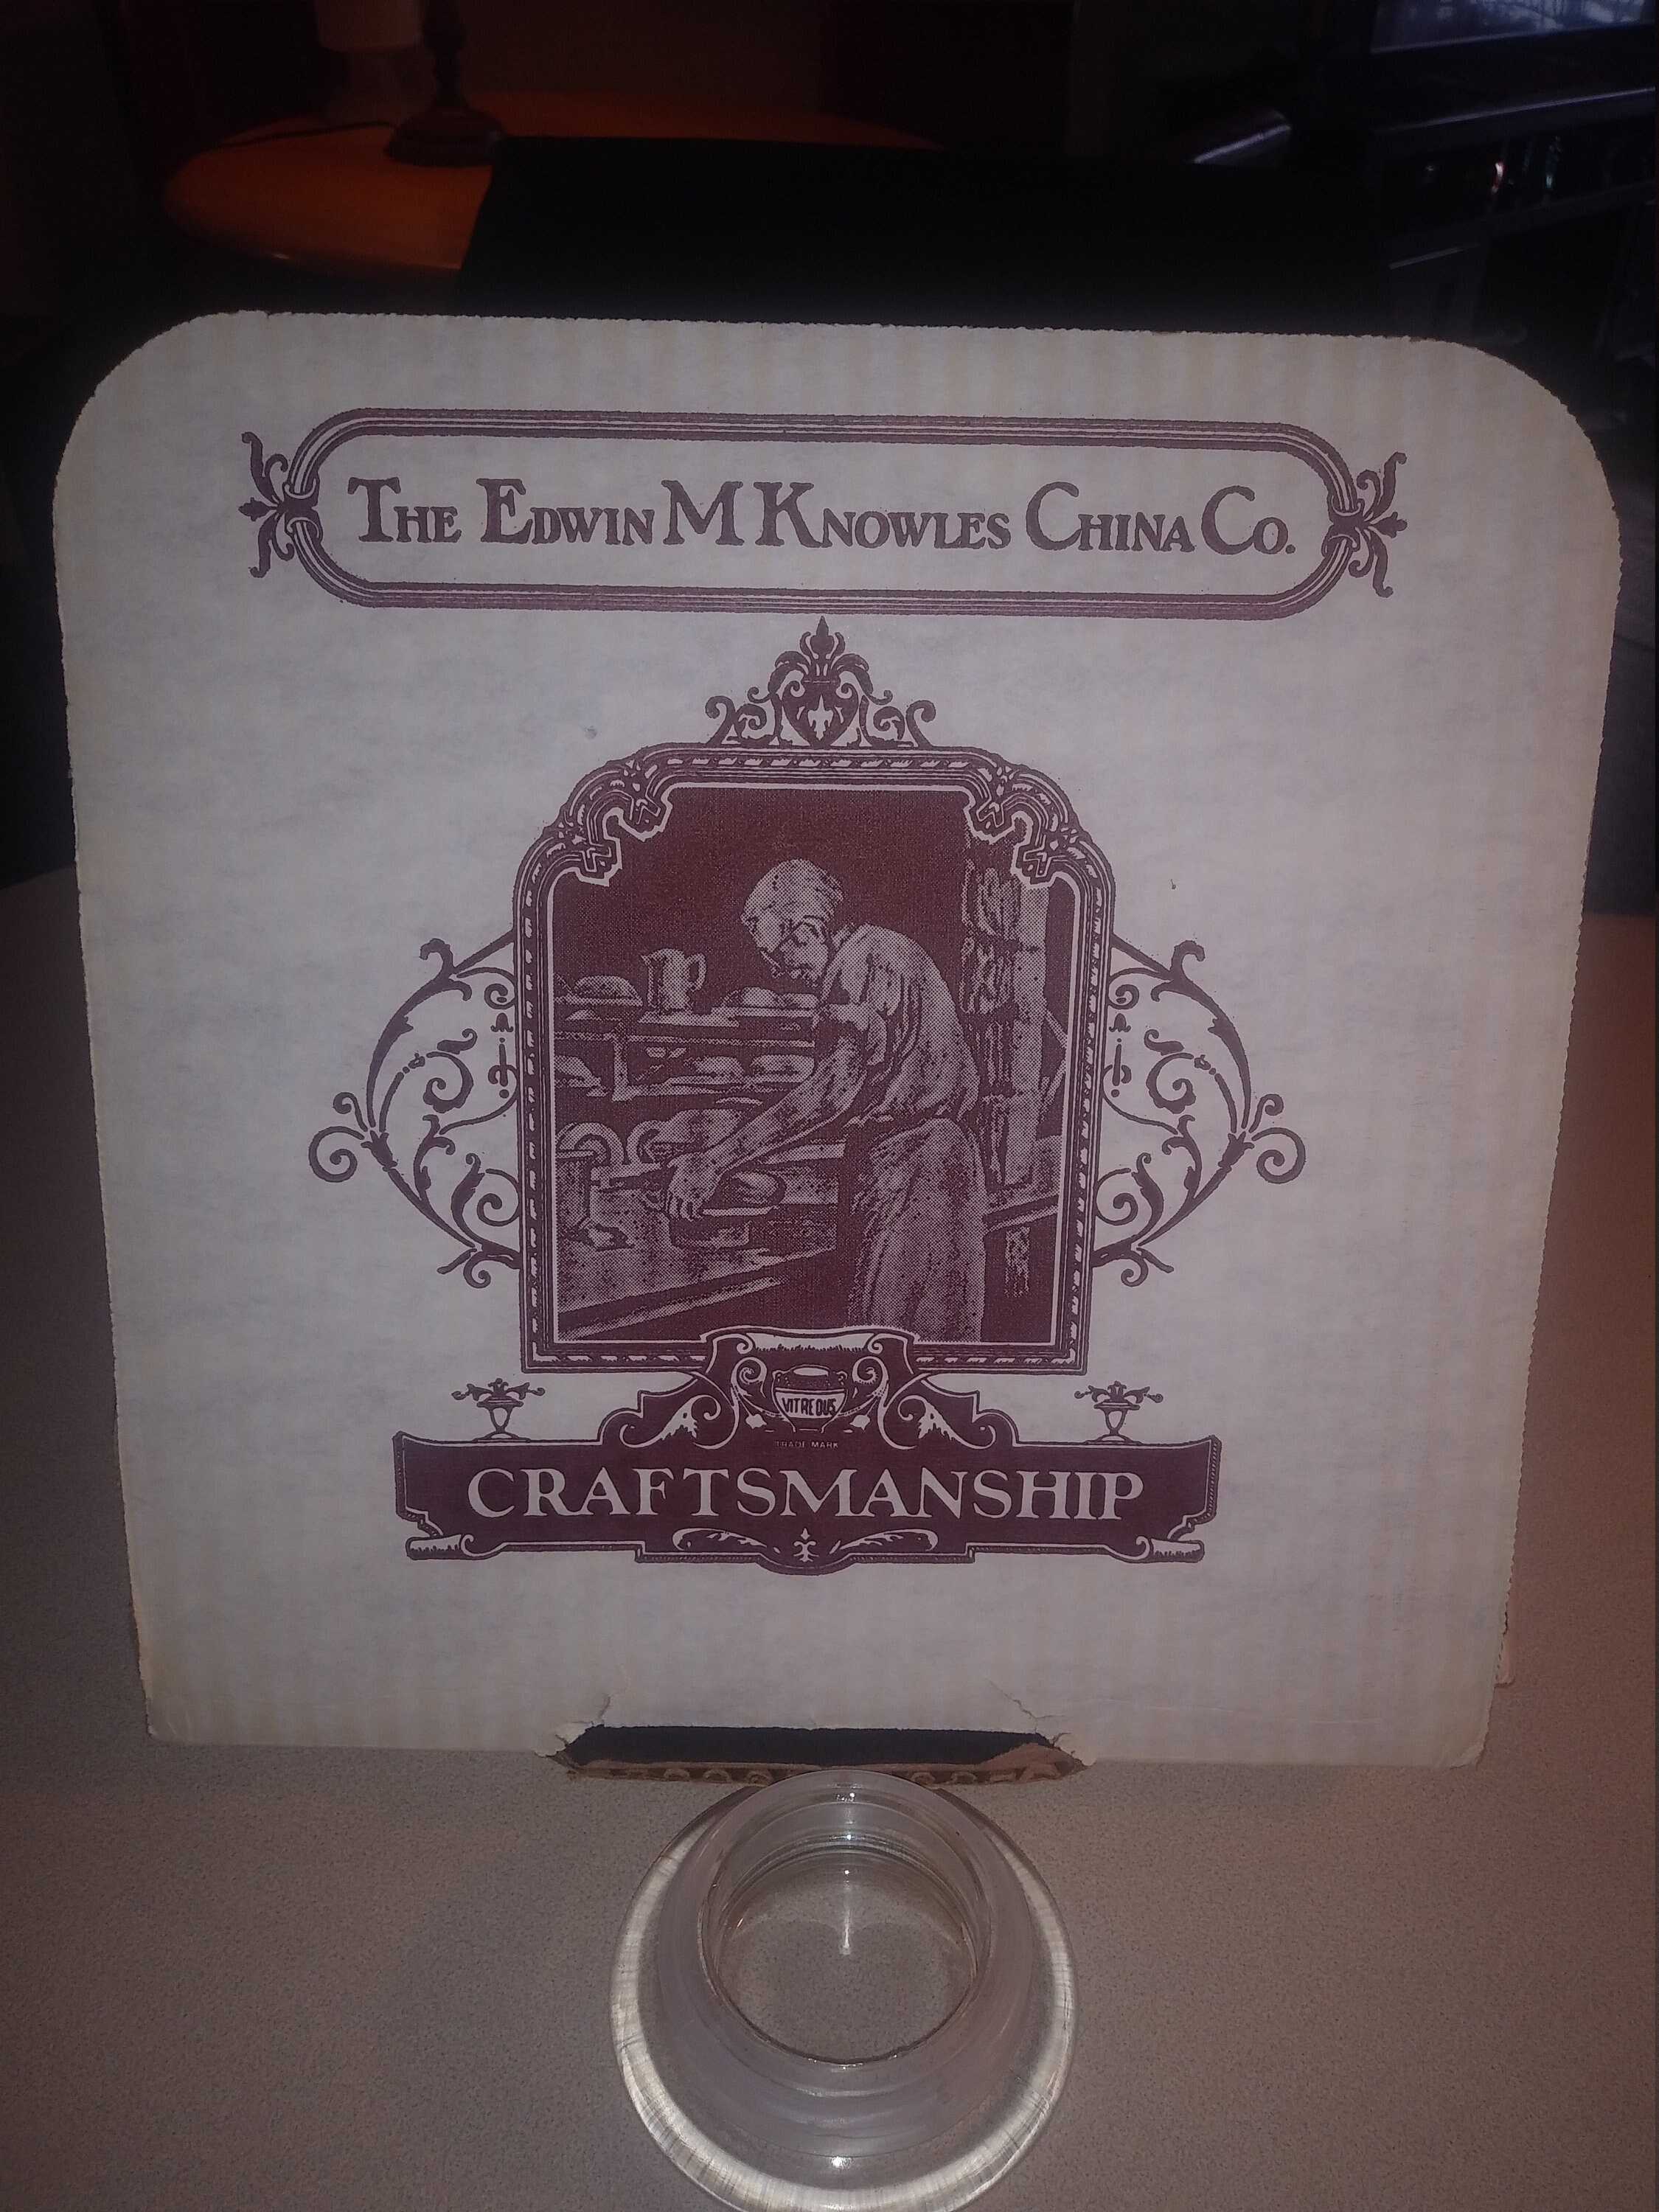 THE EDWIN M KNOWLES CHINA CO.
VITREOUS
TRADE MARK
CRAFTSMANSHIP